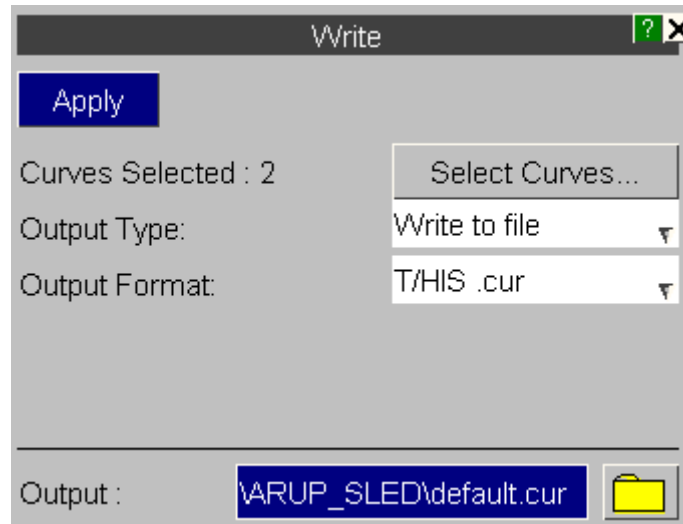 Write ?
Apply
Curves Selected : 2 Select Curves...
Output Type: Write to file
Output Format: T/HIS .cur
Output : \ARUP_SLED\default.cur